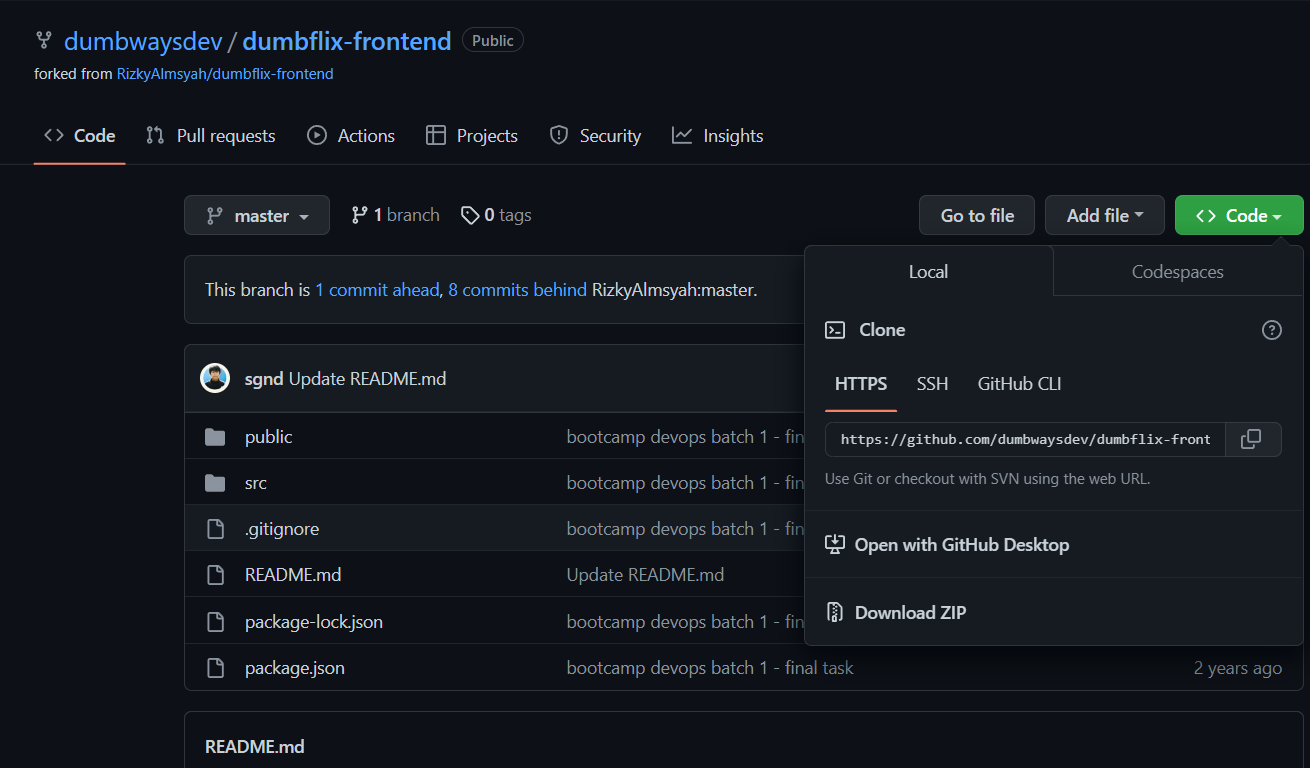 dumbwaysdev / dumbflix-frontend Public
forked from RizkyAlmsyah/dumbflix-frontend
Code Pull requests Actions Projects Security Insights
master 1 branch 0 tags Go to file Add file Code
This branch is 1 commit ahead, 8 commits behind RizkyAlmsyah:master.
sgnd Update README.md
public bootcamp devops batch 1 - fin
src bootcamp devops batch 1 - fin
.gitignore bootcamp devops batch 1 - fin
README.md Update README.md
package-lock.json bootcamp devops batch 1 - fin
package.json bootcamp devops batch 1 - final task 2 years ago
README.md
Local Codespaces
Clone
HTTPS SSH GitHub CLI
https://github.com/dumbwaysdev/dumbflix-front
Use Git or checkout with SVN using the web URL.
Open with GitHub Desktop
Download ZIP